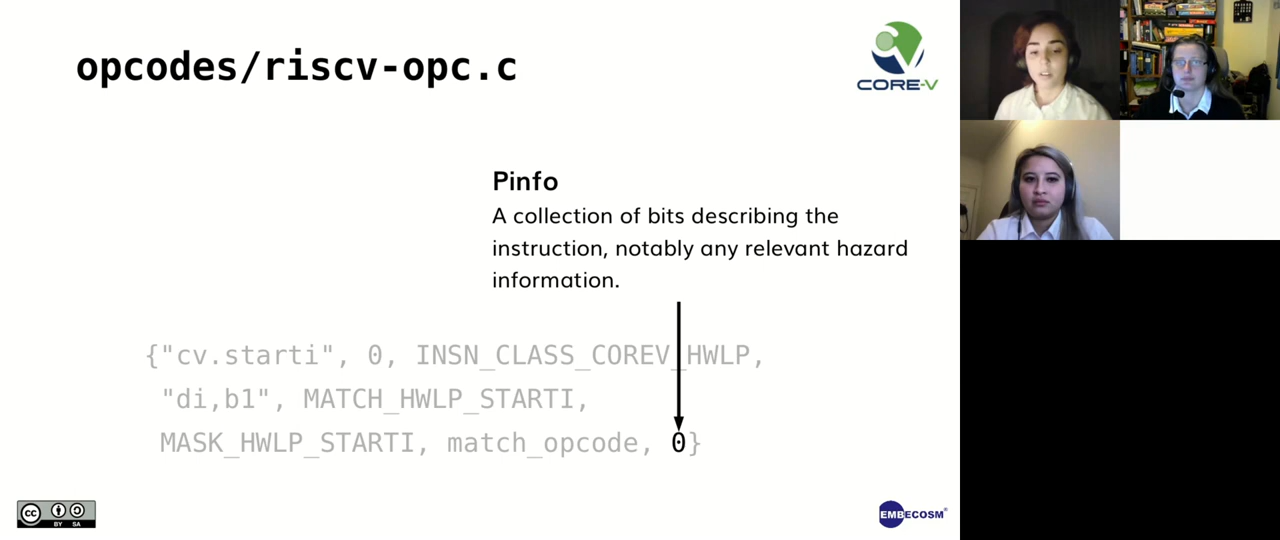 opcodes/riscv-opc.c
CORE-V
Pinfo
A collection of bits describing the
instruction, notably any relevant hazard
information.
{"cv.starti", 0, INSN_CLASS_COREV_HWLP,
"di,b1", MATCH_HWLP_STARTI,
MASK_HWLP_STARTI, match_opcode, 0}
cc
BY SA
EMBECOSM®